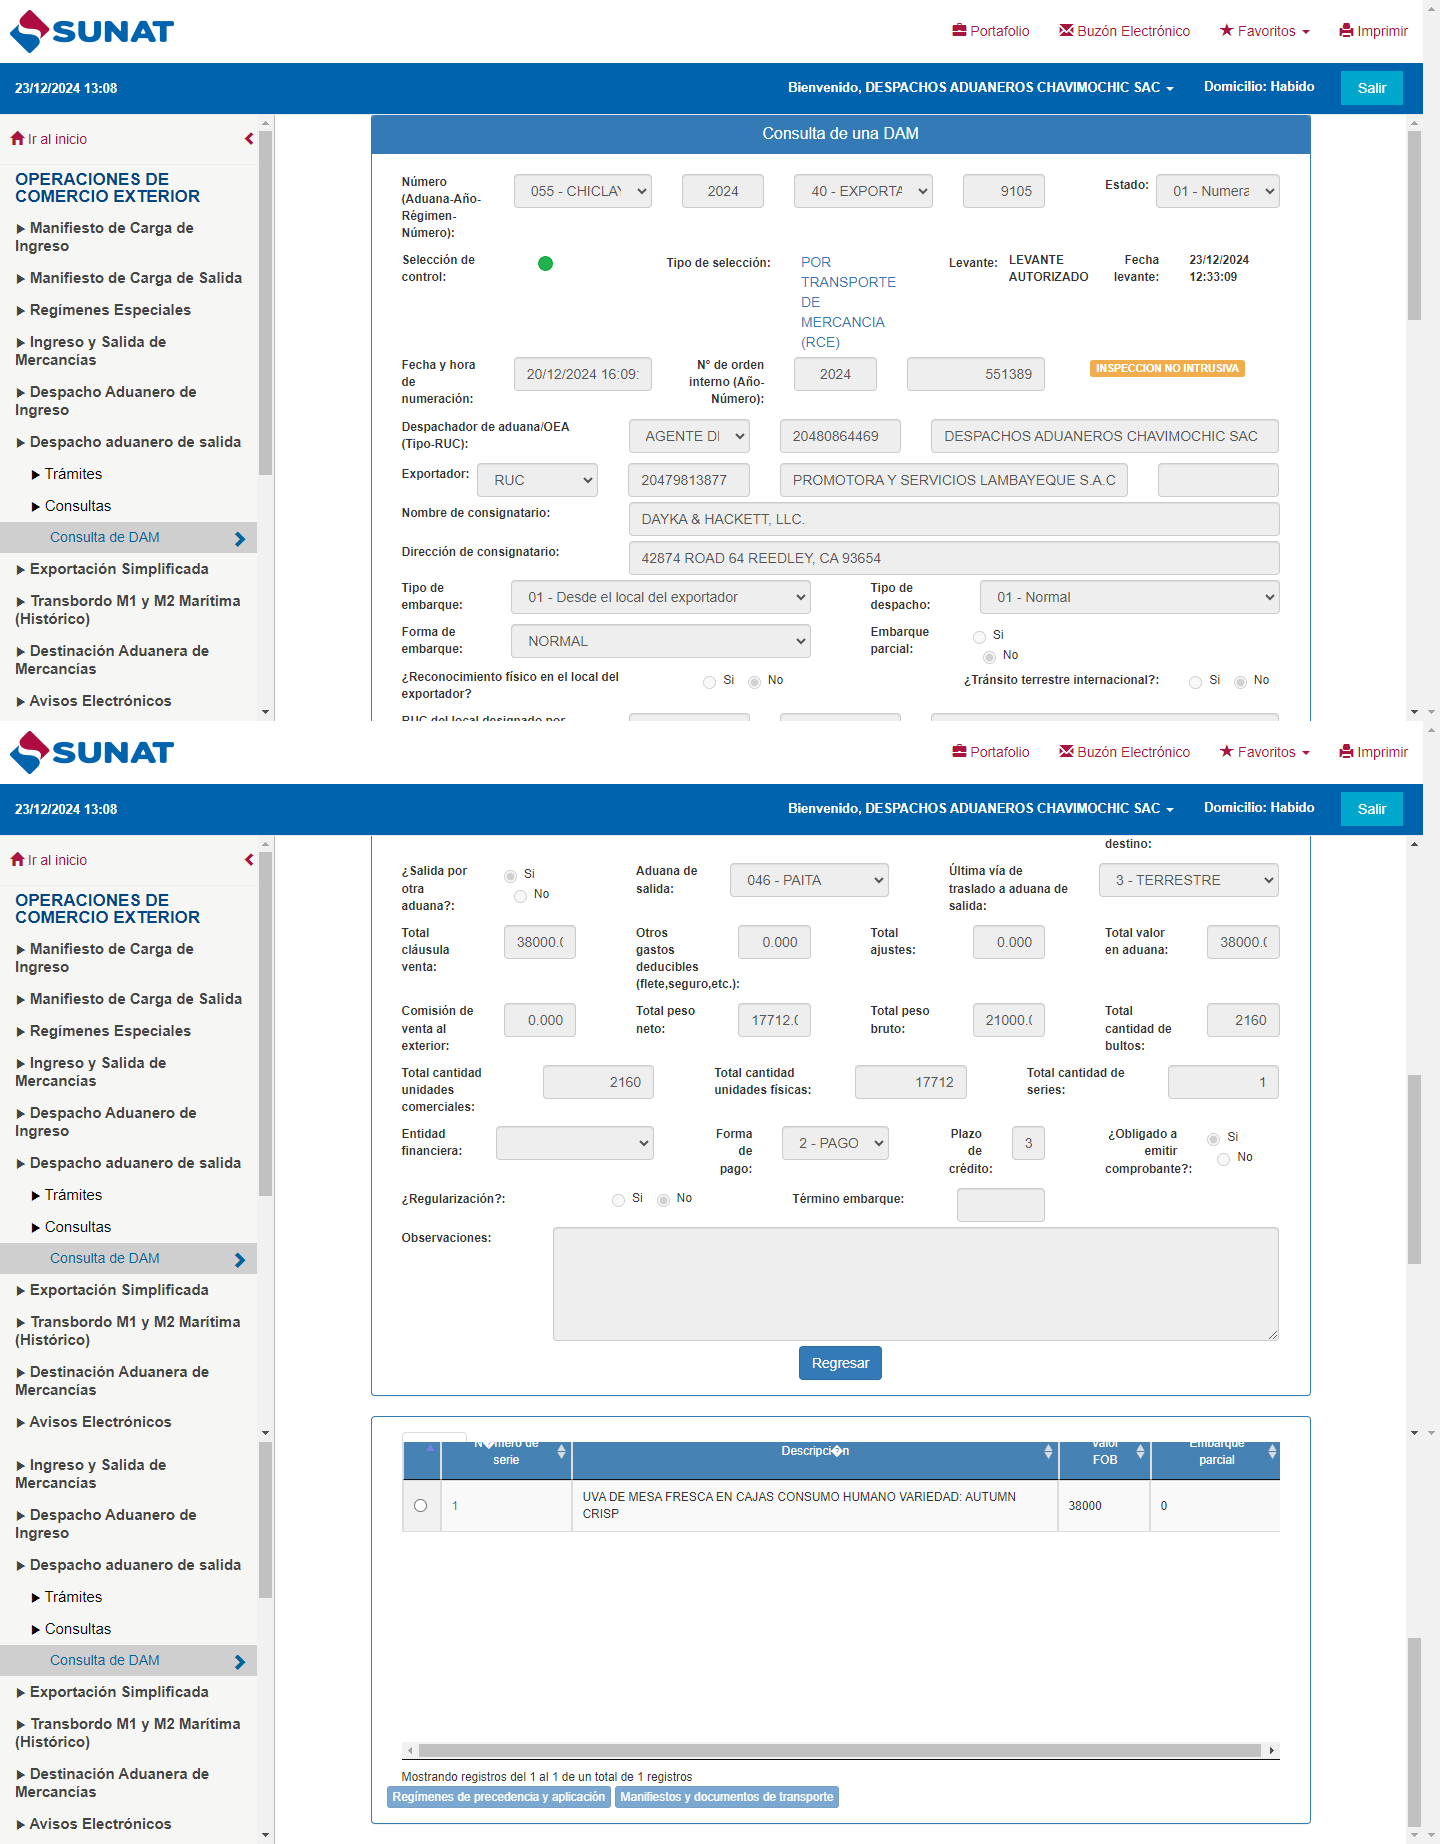 SUNAT
Portafolio
Buzón Electrónico
Favoritos
Imprimir
23/12/2024 13:08
Bienvenido, DESPACHOS ADUANEROS CHAVIMOCHIC SAC
Domicilio: Habido
Salir
Ir al inicio
OPERACIONES DE
COMERCIO EXTERIOR
Manifiesto de Carga de
Ingreso
Manifiesto de Carga de Salida
Regímenes Especiales
Ingreso y Salida de
Mercancías
Despacho Aduanero de
Ingreso
Despacho aduanero de salida
Trámites
Consultas
Consulta de DAM
Exportación Simplificada
Transbordo M1 y M2 Marítima
(Histórico)
Destinación Aduanera de
Mercancías
Avisos Electrónicos
Consulta de una DAM
Número
(Aduana-Año-
Régimen-
Número):
055 - CHICLAY
2024
40 - EXPORTA
9105
Estado:
01 - Numera
Selección de
control:
Tipo de selección:
POR
TRANSPORTE
DE
MERCANCIA
(RCE)
Levante:
LEVANTE
AUTORIZADO
Fecha
levante:
23/12/2024
12:33:09
Fecha y hora
de
numeración:
20/12/2024 16:09:
N° de orden
interno (Año-
Número):
2024
551389
INSPECCION NO INTRUSIVA
Despachador de aduana/OEA
(Tipo-RUC):
AGENTE DE
20480864469
DESPACHOS ADUANEROS CHAVIMOCHIC SAC
Exportador:
RUC
20479813877
PROMOTORA Y SERVICIOS LAMBAYEQUE S.A.C
Nombre de consignatario:
DAYKA & HACKETT, LLC.
Dirección de consignatario:
42874 ROAD 64 REEDLEY, CA 93654
Tipo de
embarque:
01 - Desde el local del exportador
Tipo de
despacho:
01 - Normal
Forma de
embarque:
NORMAL
Embarque
parcial:
Si
No
¿Reconocimiento físico en el local del
exportador?
Si
No
¿Tránsito terrestre internacional?:
Si
No
RUC del local designado por
SUNAT
Portafolio
Buzón Electrónico
Favoritos
Imprimir
23/12/2024 13:08
Bienvenido, DESPACHOS ADUANEROS CHAVIMOCHIC SAC
Domicilio: Habido
Salir
Ir al inicio
OPERACIONES DE
COMERCIO EXTERIOR
Manifiesto de Carga de
Ingreso
Manifiesto de Carga de Salida
Regímenes Especiales
Ingreso y Salida de
Mercancías
Despacho Aduanero de
Ingreso
Despacho aduanero de salida
Trámites
Consultas
Consulta de DAM
Exportación Simplificada
Transbordo M1 y M2 Marítima
(Histórico)
Destinación Aduanera de
Mercancías
Avisos Electrónicos
destino:
¿Salida por
otra
aduana?:
Si
No
Aduana de
salida:
046 - PAITA
Última vía de
traslado a aduana de
salida:
3 - TERRESTRE
Total
cláusula
venta:
38000.0
Otros
gastos
deducibles
(flete,seguro,etc.):
0.000
Total
ajustes:
0.000
Total valor
en aduana:
38000.0
Comisión de
venta al
exterior:
0.000
Total peso
neto:
17712.0
Total peso
bruto:
21000.0
Total
cantidad de
bultos:
2160
Total cantidad
unidades
comerciales:
2160
Total cantidad
unidades físicas:
17712
Total cantidad de
series:
1
Entidad
financiera:
Forma
de
pago:
2 - PAGO
Plazo
de
crédito:
3
¿Obligado a
emitir
comprobante?:
Si
No
¿Regularización?:
Si
No
Término embarque:
Observaciones:
Regresar
Ingreso y Salida de
Mercancías
Despacho Aduanero de
Ingreso
Despacho aduanero de salida
Trámites
Consultas
Consulta de DAM
Exportación Simplificada
Transbordo M1 y M2 Marítima
(Histórico)
Destinación Aduanera de
Mercancías
Avisos Electrónicos
N�mero de
serie
Descripci�n
Valor
FOB
Embarque
parcial
1
UVA DE MESA FRESCA EN CAJAS CONSUMO HUMANO VARIEDAD: AUTUMN
CRISP
38000
0
Mostrando registros del 1 al 1 de un total de 1 registros
Regímenes de precedencia y aplicación
Manifiestos y documentos de transporte